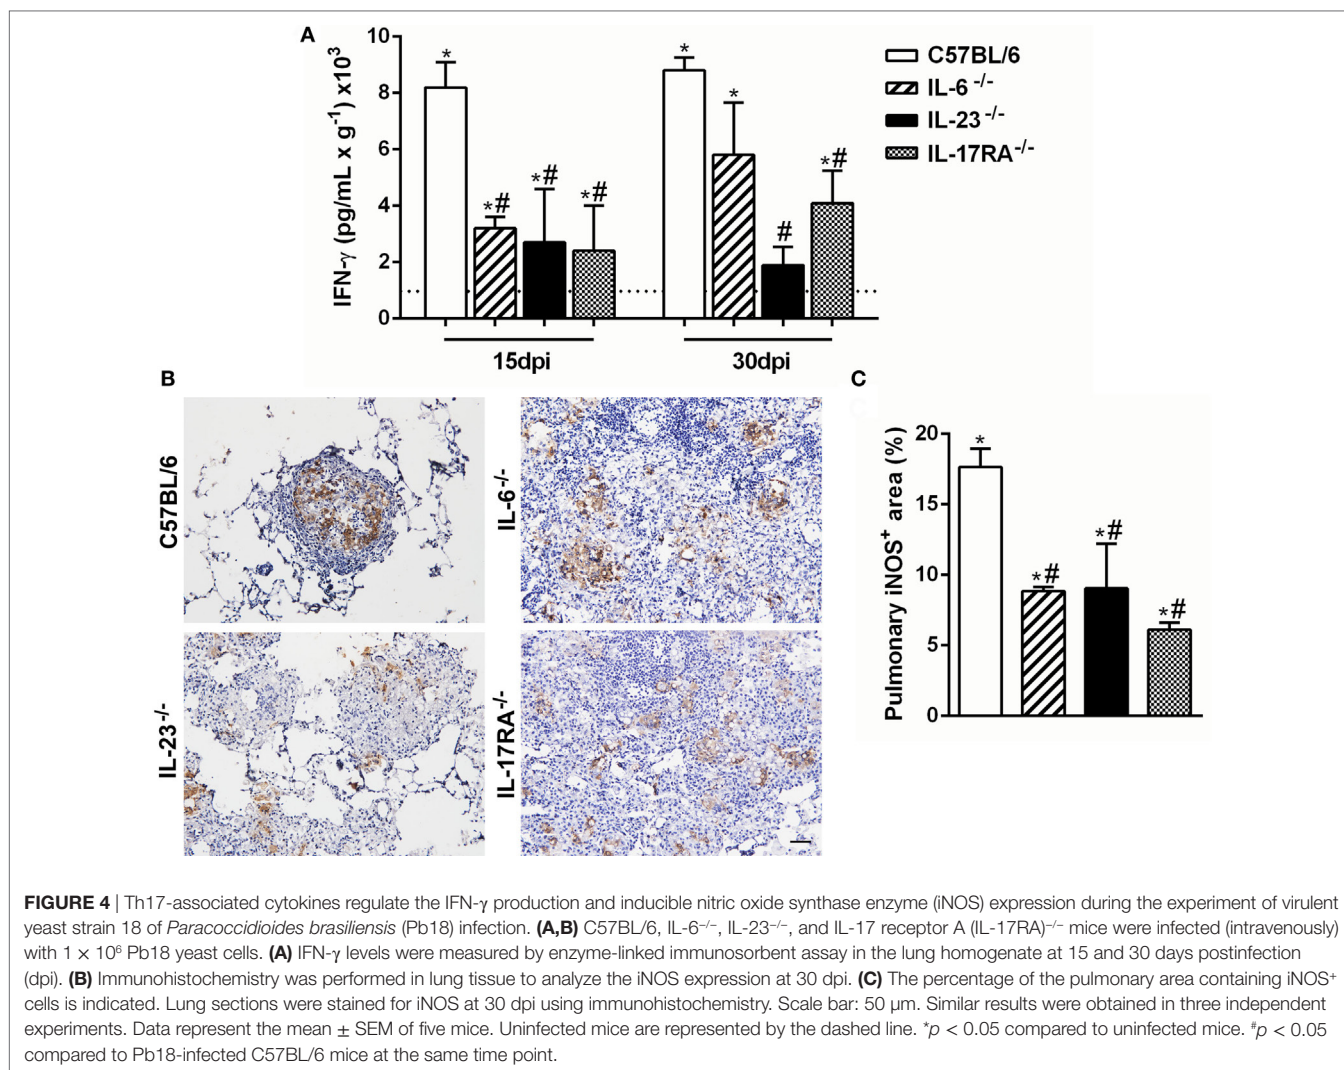 A
IFN-γ (pg/mL x g⁻¹) x10³
10
8
6
4
2
0
*
*#
*#
*#
*
*
#
*#
15dpi
30dpi
C57BL/6
IL-6 -/-
IL-23 -/-
IL-17RA-/-
B
C57BL/6
IL-6-/-
IL-23-/-
IL-17RA-/-
C
Pulmonary iNOS⁺ area (%)
20
15
10
5
0
*
*#
*#
*#
FIGURE 4 | Th17-associated cytokines regulate the IFN-γ production and inducible nitric oxide synthase enzyme (iNOS) expression during the experiment of virulent
yeast strain 18 of Paracoccidioides brasiliensis (Pb18) infection. (A,B) C57BL/6, IL-6−/−, IL-23−/−, and IL-17 receptor A (IL-17RA)−/− mice were infected (intravenously)
with 1 × 10⁶ Pb18 yeast cells. (A) IFN-γ levels were measured by enzyme-linked immunosorbent assay in the lung homogenate at 15 and 30 days postinfection
(dpi). (B) Immunohistochemistry was performed in lung tissue to analyze the iNOS expression at 30 dpi. (C) The percentage of the pulmonary area containing iNOS⁺
cells is indicated. Lung sections were stained for iNOS at 30 dpi using immunohistochemistry. Scale bar: 50 μm. Similar results were obtained in three independent
experiments. Data represent the mean ± SEM of five mice. Uninfected mice are represented by the dashed line. *p < 0.05 compared to uninfected mice. #p < 0.05
compared to Pb18-infected C57BL/6 mice at the same time point.